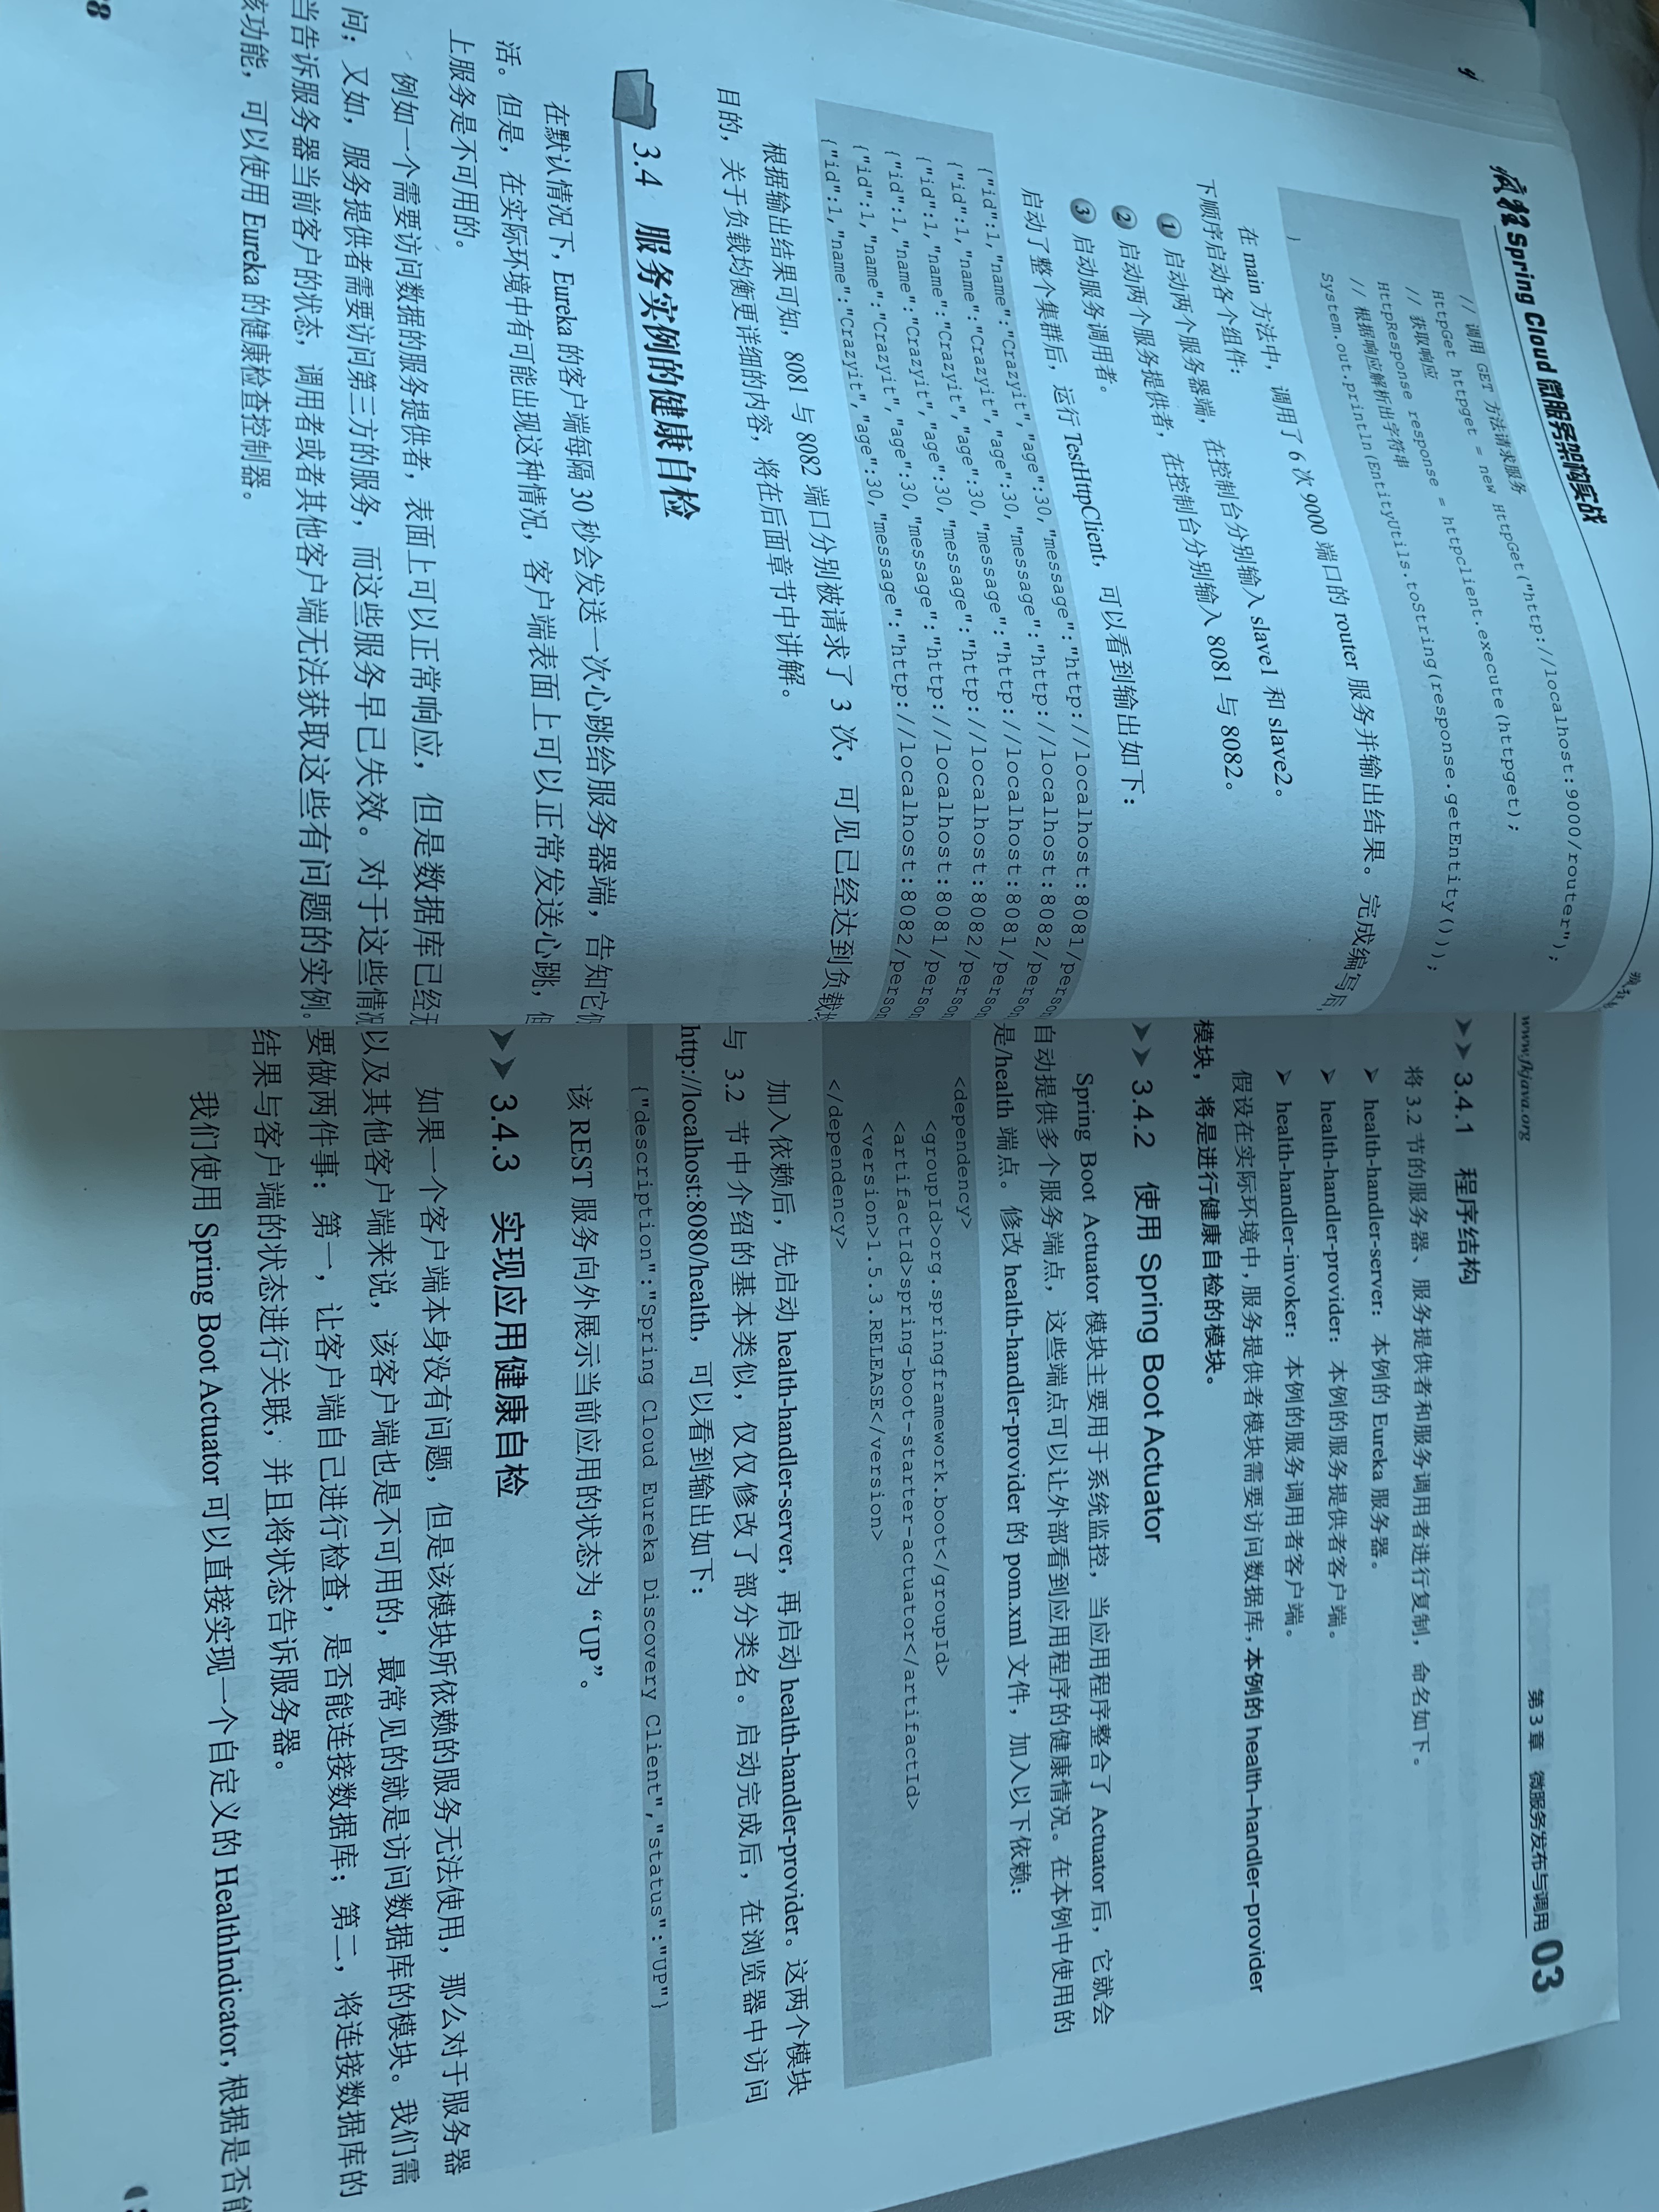 疯狂 Spring Cloud 微服务架构实战
// 调用 GET 方法请求服务
HttpGet httpget = new HttpGet("http://localhost:9000/router");
// 获取响应
HttpResponse response = httpclient.execute(httpget);
// 根据响应解析出字符串
System.out.println(EntityUtils.toString(response.getEntity()));
}
在 main 方法中，调用了 6 次 9000 端口的 router 服务并输出结果。完成编写后，
下顺序启动各个组件：
1 启动两个服务器端，在控制台分别输入 slave1 和 slave2。
2 启动两个服务提供者，在控制台分别输入 8081 与 8082。
3 启动服务调用者。
启动了整个集群后，运行 TestHttpClient，可以看到输出如下：
{"id":1,"name":"Crazyit","age":30,"message":"http://localhost:8081/person
{"id":1,"name":"Crazyit","age":30,"message":"http://localhost:8082/person
{"id":1,"name":"Crazyit","age":30,"message":"http://localhost:8081/person
{"id":1,"name":"Crazyit","age":30,"message":"http://localhost:8082/person
{"id":1,"name":"Crazyit","age":30,"message":"http://localhost:8081/person
{"id":1,"name":"Crazyit","age":30,"message":"http://localhost:8082/person
根据输出结果可知，8081 与 8082 端口分别被请求了 3 次，可见已经达到负载
目的，关于负载均衡更详细的内容，将在后面章节中讲解。
3.4 服务实例的健康自检
在默认情况下，Eureka 的客户端每隔 30 秒会发送一次心跳给服务器端，告知它
活。但是，在实际环境中有可能出现这种情况，客户端表面上可以正常发送心跳，
上服务是不可用的。
例如一个需要访问数据的服务提供者，表面上可以正常响应，但是数据库已经
问；又如，服务提供者需要访问第三方的服务，而这些服务早已失效。对于这些情
当告诉服务器当前客户的状态，调用者或者其他客户端无法获取这些有问题的实例。
该功能，可以使用 Eureka 的健康检查控制器。
8
www.fkjava.org
第 3 章 微服务发布与调用 03
3.4.1 程序结构
将 3.2 节的服务器、服务提供者和服务调用者进行复制，命名如下。
➤ health-handler-server：本例的 Eureka 服务器。
➤ health-handler-provider：本例的服务提供者客户端。
➤ health-handler-invoker：本例的服务调用者客户端。
假设在实际环境中，服务提供者模块需要访问数据库，本例的 health-handler-provider
模块，将是进行健康自检的模块。
3.4.2 使用 Spring Boot Actuator
Spring Boot Actuator 模块主要用于系统监控，当应用程序整合了 Actuator 后，它就会
自动提供多个服务端点，这些端点可以让外部看到应用程序的健康情况。在本例中使用的
是/health 端点。修改 health-handler-provider 的 pom.xml 文件，加入以下依赖：
<dependency>
<groupId>org.springframework.boot</groupId>
<artifactId>spring-boot-starter-actuator</artifactId>
<version>1.5.3.RELEASE</version>
</dependency>
加入依赖后，先启动 health-handler-server，再启动 health-handler-provider。这两个模块
与 3.2 节中介绍的基本类似，仅仅修改了部分类名。启动完成后，在浏览器中访问
http://localhost:8080/health，可以看到输出如下：
{"description":"Spring Cloud Eureka Discovery Client","status":"UP"}
该 REST 服务向外展示当前应用的状态为“UP”。
3.4.3 实现应用健康自检
如果一个客户端本身没有问题，但是该模块所依赖的服务无法使用，那么对于服务器
以及其他客户端来说，该客户端也是不可用的，最常见的就是访问数据库的模块。我们需
要做两件事：第一，让客户端自己进行检查，是否能连接数据库；第二，将连接数据库的
结果与客户端的状态进行关联，并且将状态告诉服务器。
我们使用 Spring Boot Actuator 可以直接实现一个自定义的 HealthIndicator，根据是否能